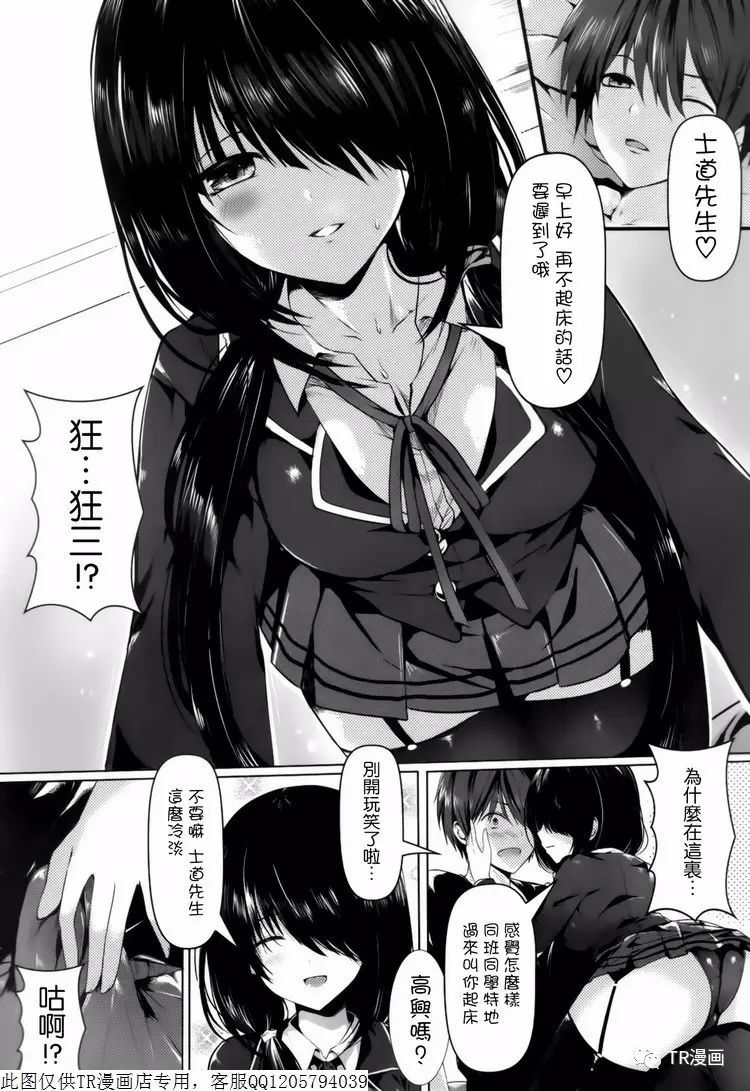 士道先生♡
早上好 再不起床的話♡
要遲到了哦
狂…狂三!?
為什麼在這裏…
感覺怎麼樣
同班同學特地
過來叫你起床
高興嗎?
別開玩笑了啦…
不要嘛 士道先生
這麼冷淡
咕啊!?
TR漫画
此图仅供TR漫画店专用，客服QQ1205794039